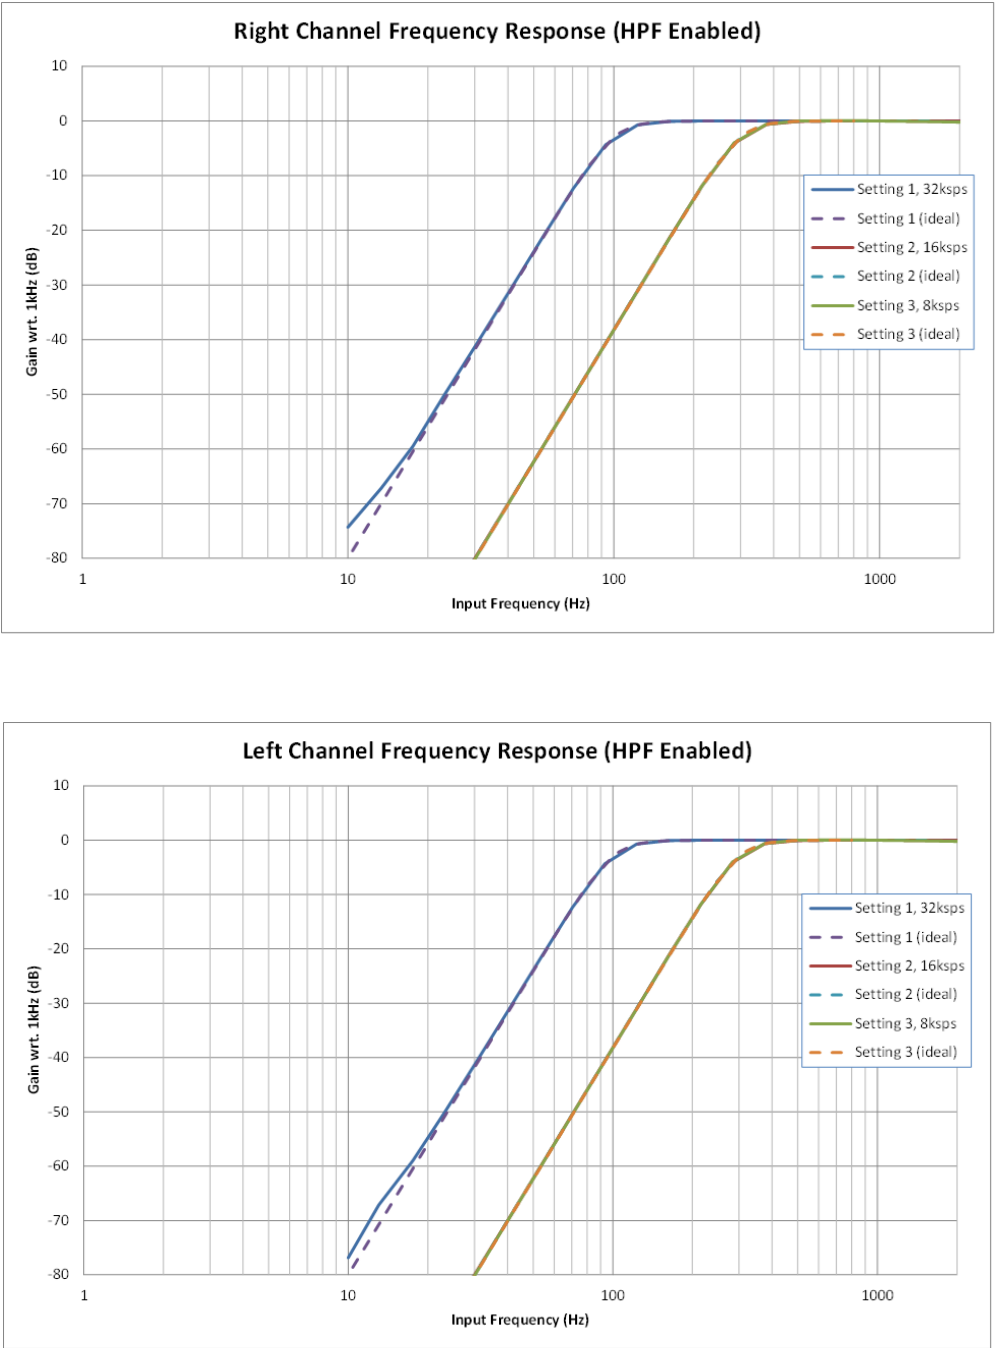 Right Channel Frequency Response (HPF Enabled)
10
0
-10
-20
-30
-40
-50
-60
-70
-80
Gain wrt. 1kHz (dB)
1
10
100
1000
Input Frequency (Hz)
Setting 1, 32ksps
Setting 1 (ideal)
Setting 2, 16ksps
Setting 2 (ideal)
Setting 3, 8ksps
Setting 3 (ideal)
Left Channel Frequency Response (HPF Enabled)
10
0
-10
-20
-30
-40
-50
-60
-70
-80
Gain wrt. 1kHz (dB)
1
10
100
1000
Input Frequency (Hz)
Setting 1, 32ksps
Setting 1 (ideal)
Setting 2, 16ksps
Setting 2 (ideal)
Setting 3, 8ksps
Setting 3 (ideal)